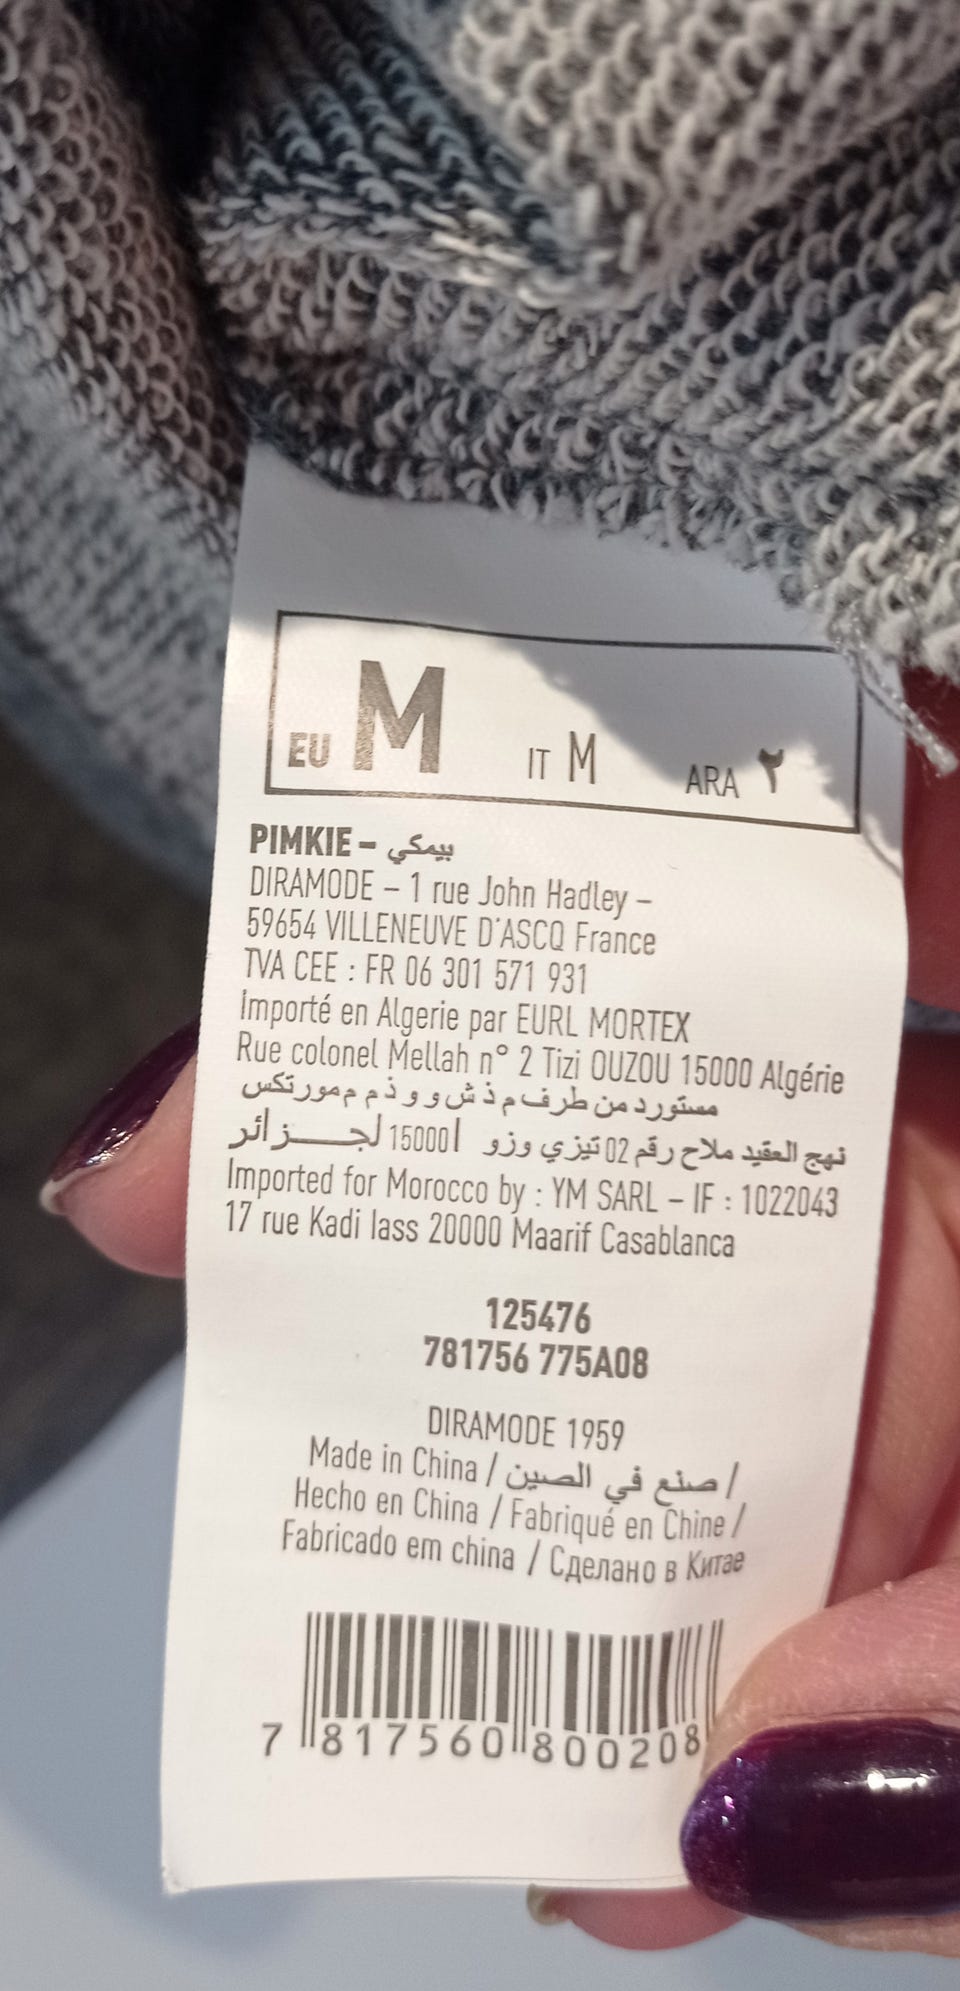 EU M IT M ARA ٢
PIMKIE – بيمكي
DIRAMODE – 1 rue John Hadley –
59654 VILLENEUVE D'ASCQ France
TVA CEE : FR 06 301 571 931
Importé en Algerie par EURL MORTEX
Rue colonel Mellah n° 2 Tizi OUZOU 15000 Algérie
مستورد من طرف م ذ ش و و ذ م م مورتكس
نهج العقيد ملاح رقم 02 تيزي وزو 15000 الجـــزائر
Imported for Morocco by : YM SARL – IF : 1022043
17 rue Kadi Iass 20000 Maarif Casablanca
125476
781756 775A08
DIRAMODE 1959
Made in China / صنع في الصين /
Hecho en China / Fabriqué en Chine /
Fabricado em china / Сделано в Китае
7 817560 800208